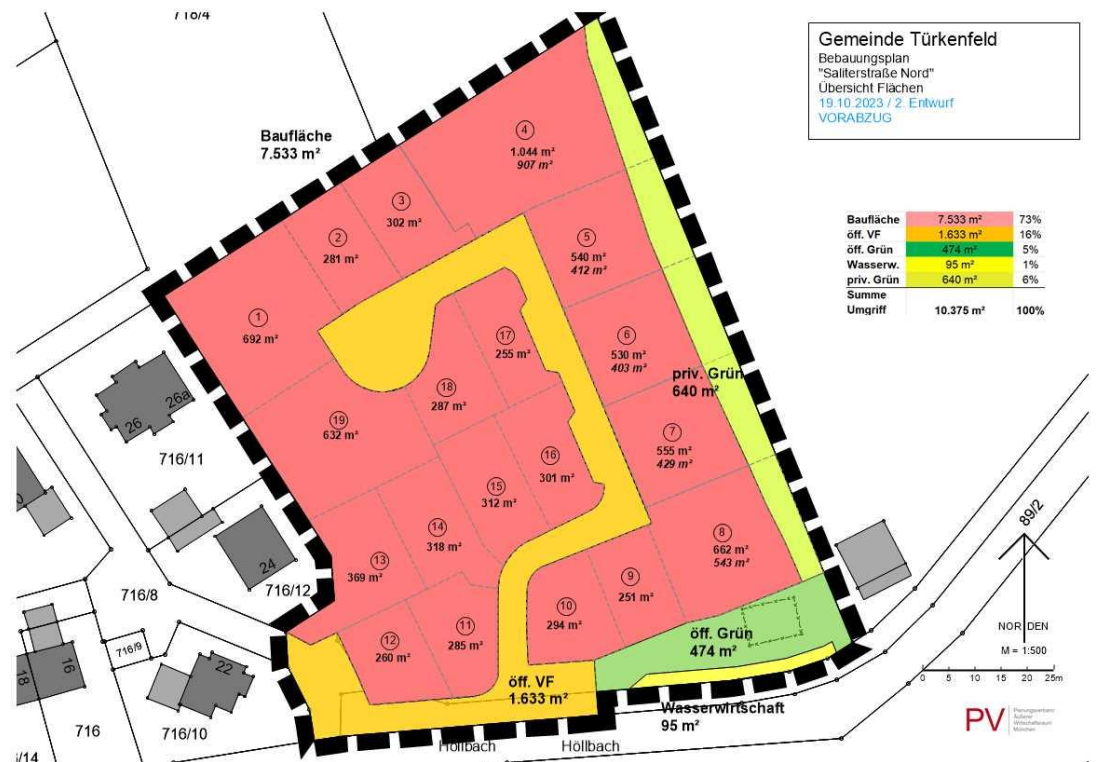 716/4
Gemeinde Türkenfeld
Bebauungsplan
"Saliterstraße Nord"
Übersicht Flächen
19.10.2023 / 2. Entwurf
VORABZUG
Baufläche
7.533 m²
4
1.044 m²
907 m²
3
302 m²
2
281 m²
1
692 m²
5
540 m²
412 m²
6
530 m²
403 m²
priv. Grün
640 m²
7
555 m²
429 m²
8
662 m²
543 m²
17
255 m²
18
287 m²
19
632 m²
16
301 m²
15
312 m²
14
318 m²
13
369 m²
12
260 m²
11
285 m²
10
294 m²
9
251 m²
Baufläche 7.533 m² 73%
öff. VF 1.633 m² 16%
öff. Grün 474 m² 5%
Wasserw. 95 m² 1%
priv. Grün 640 m² 6%
Summe
Umgriff 10.375 m² 100%
26
26a
716/11
24
716/12
716/8
716/9
16
18
22
716
716/10
öff. Grün
474 m²
öff. VF
1.633 m²
Wasserwirtschaft
95 m²
Höllbach
Höllbach
89/2
NORDEN
M = 1:500
0 5 10 15 20 25m
PV
Planungsverband
Äußerer
Wirtschaftsraum
München